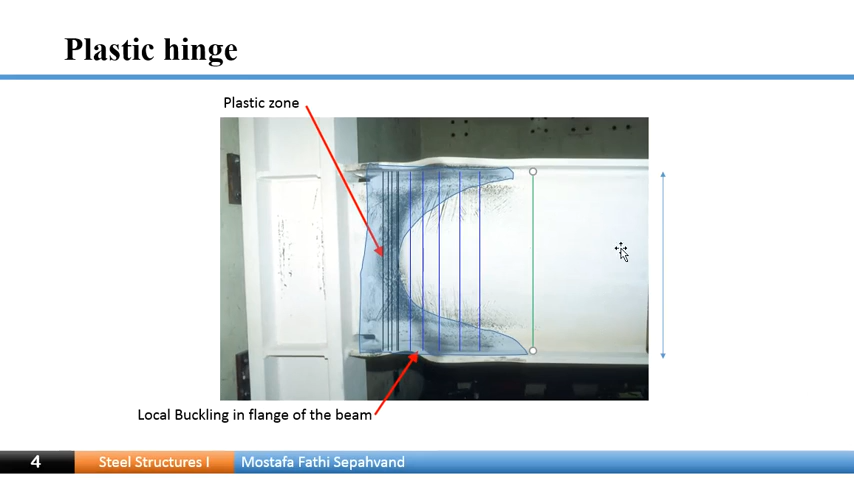 Plastic hinge
Plastic zone
Local Buckling in flange of the beam
4
Steel Structures I
Mostafa Fathi Sepahvand